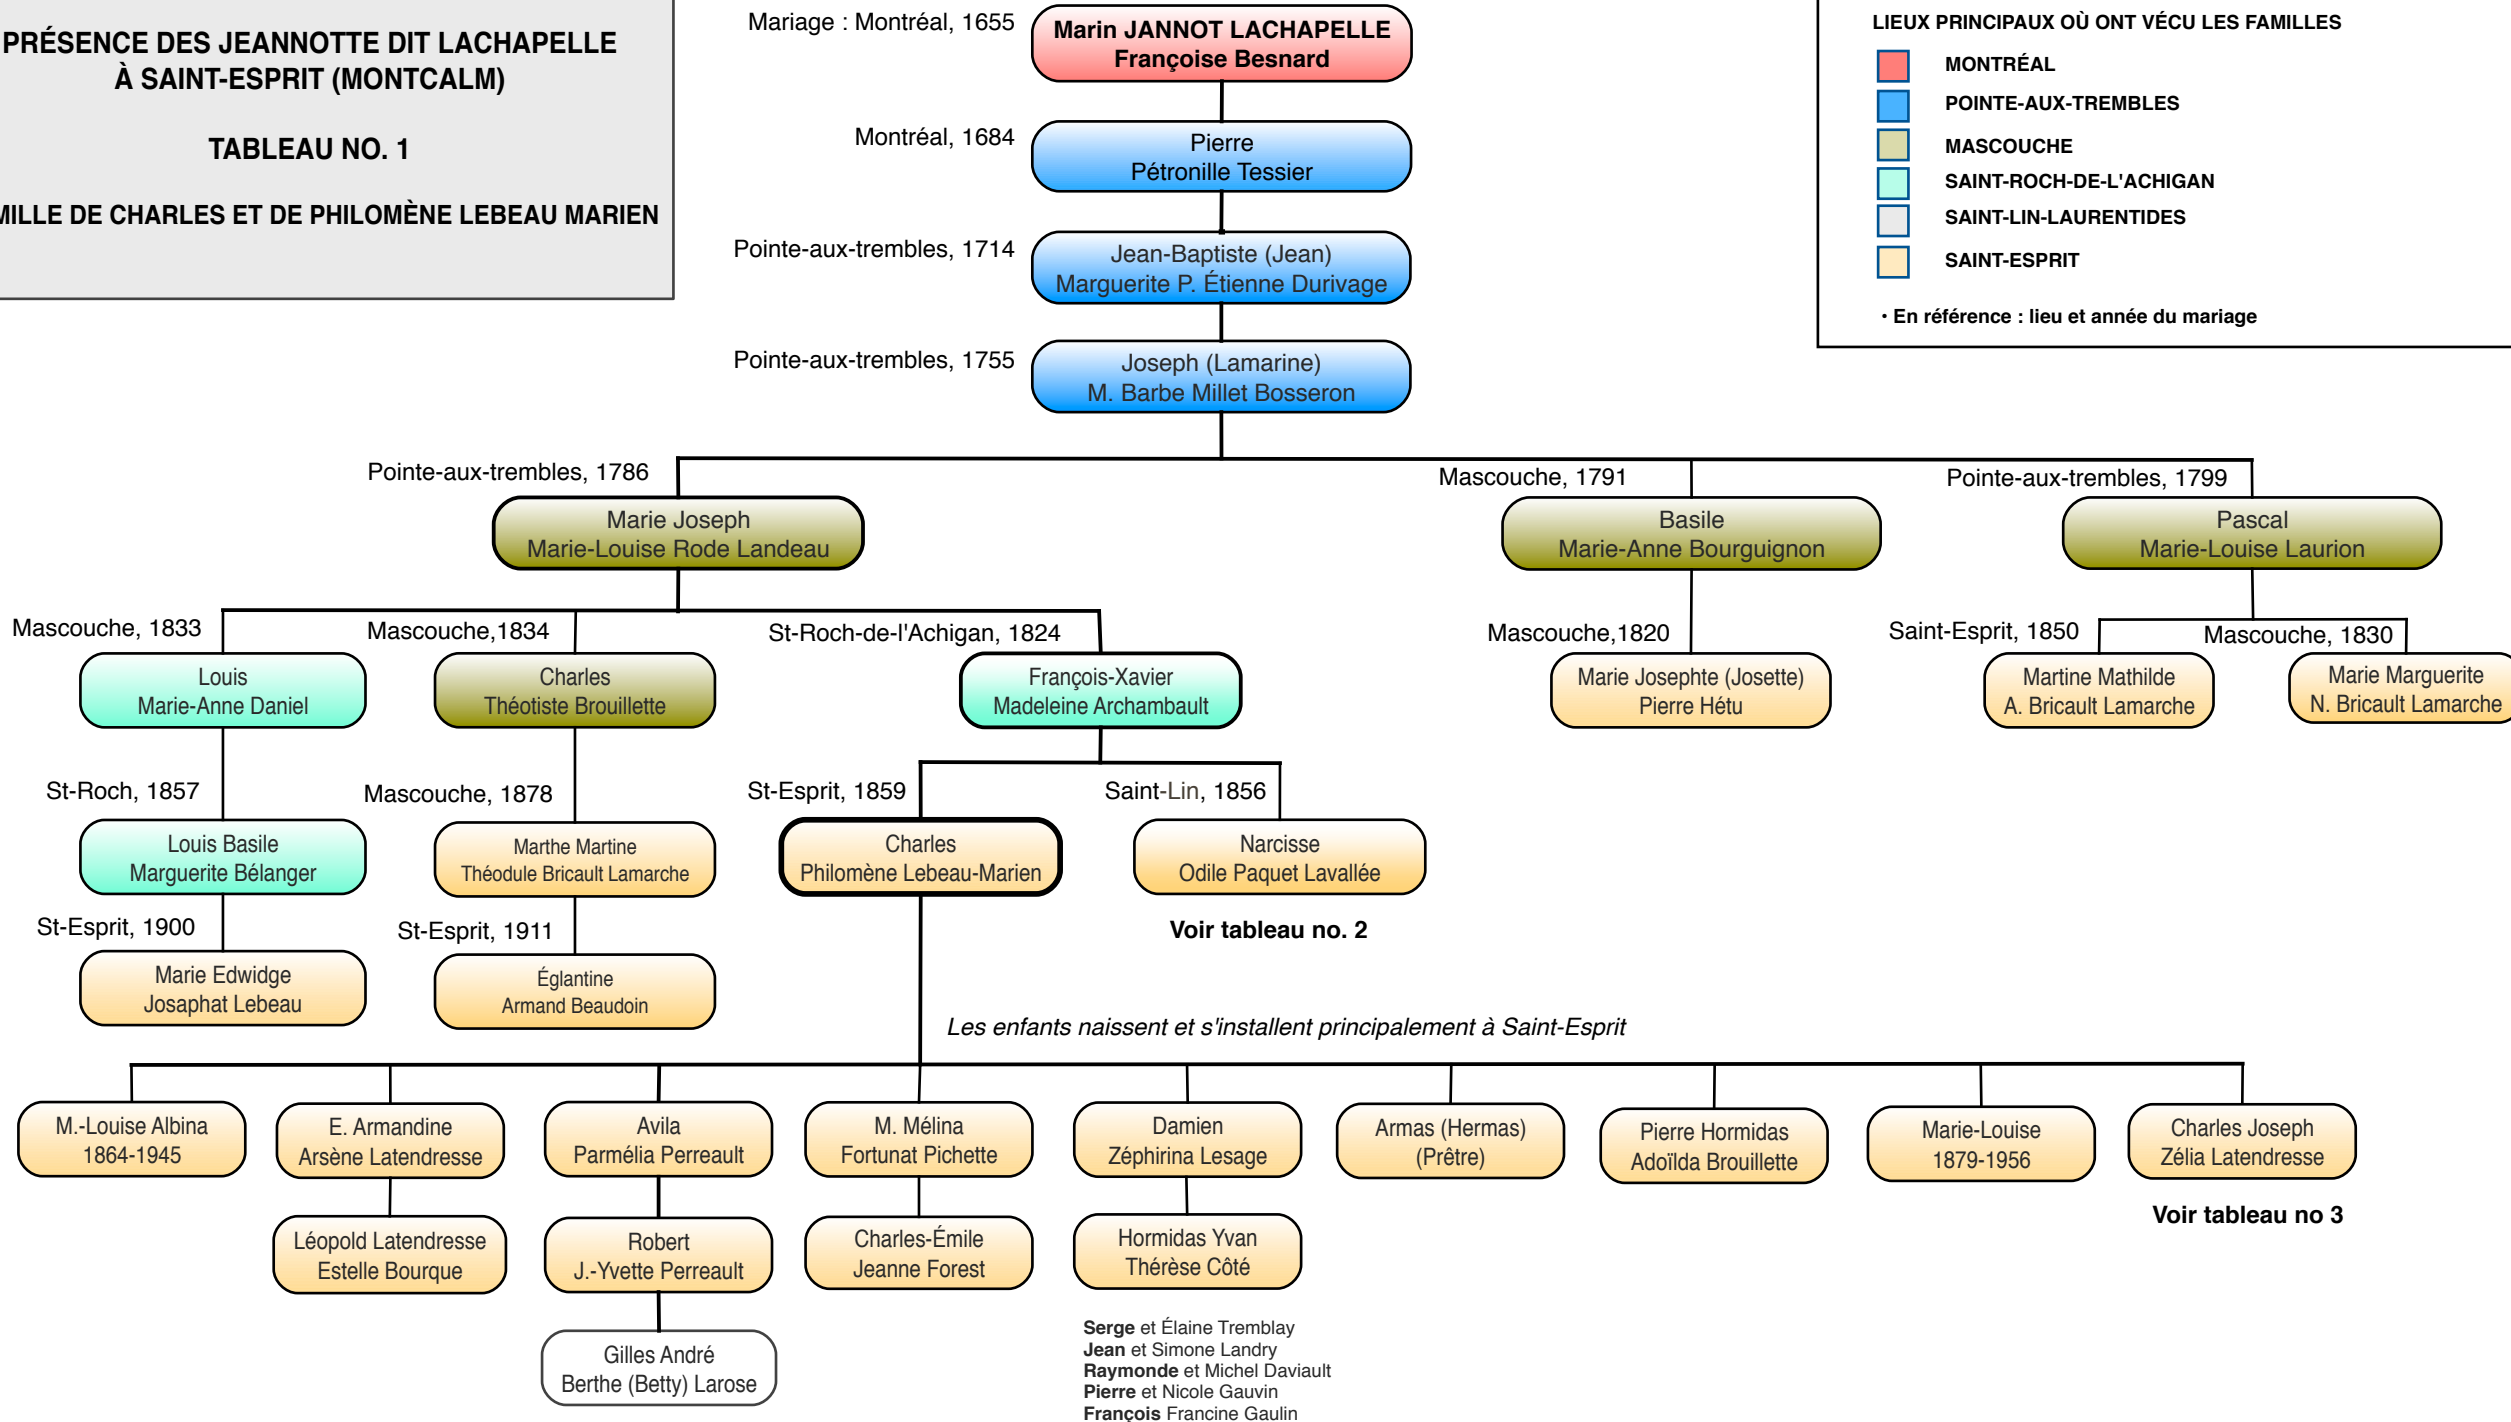 PRÉSENCE DES JEANNOTTE DIT LACHAPELLE
À SAINT-ESPRIT (MONTCALM)
TABLEAU NO. 1
MILLE DE CHARLES ET DE PHILOMÈNE LEBEAU MARIEN
Mariage : Montréal, 1655
Marin JANNOT LACHAPELLE
Françoise Besnard
Montréal, 1684
Pierre
Pétronille Tessier
Pointe-aux-trembles, 1714
Jean-Baptiste (Jean)
Marguerite P. Étienne Durivage
Pointe-aux-trembles, 1755
Joseph (Lamarine)
M. Barbe Millet Bosseron
LIEUX PRINCIPAUX OÙ ONT VÉCU LES FAMILLES
MONTRÉAL
POINTE-AUX-TREMBLES
MASCOUCHE
SAINT-ROCH-DE-L'ACHIGAN
SAINT-LIN-LAURENTIDES
SAINT-ESPRIT
• En référence : lieu et année du mariage
Pointe-aux-trembles, 1786
Marie Joseph
Marie-Louise Rode Landeau
Mascouche, 1791
Basile
Marie-Anne Bourguignon
Pointe-aux-trembles, 1799
Pascal
Marie-Louise Laurion
Mascouche, 1833
Louis
Marie-Anne Daniel
Mascouche,1834
Charles
Théotiste Brouillette
St-Roch-de-l'Achigan, 1824
François-Xavier
Madeleine Archambault
Mascouche,1820
Marie Josephte (Josette)
Pierre Hétu
Saint-Esprit, 1850
Martine Mathilde
A. Bricault Lamarche
Mascouche, 1830
Marie Marguerite
N. Bricault Lamarche
St-Roch, 1857
Louis Basile
Marguerite Bélanger
Mascouche, 1878
Marthe Martine
Théodule Bricault Lamarche
St-Esprit, 1859
Charles
Philomène Lebeau-Marien
Saint-Lin, 1856
Narcisse
Odile Paquet Lavallée
Voir tableau no. 2
St-Esprit, 1900
Marie Edwidge
Josaphat Lebeau
St-Esprit, 1911
Églantine
Armand Beaudoin
Les enfants naissent et s'installent principalement à Saint-Esprit
M.-Louise Albina
1864-1945
E. Armandine
Arsène Latendresse
Avila
Parmélia Perreault
M. Mélina
Fortunat Pichette
Damien
Zéphirina Lesage
Armas (Hermas)
(Prêtre)
Pierre Hormidas
Adoïlda Brouillette
Marie-Louise
1879-1956
Charles Joseph
Zélia Latendresse
Voir tableau no 3
Léopold Latendresse
Estelle Bourque
Robert
J.-Yvette Perreault
Charles-Émile
Jeanne Forest
Hormidas Yvan
Thérèse Côté
Gilles André
Berthe (Betty) Larose
Serge et Élaine Tremblay
Jean et Simone Landry
Raymonde et Michel Daviault
Pierre et Nicole Gauvin
François Francine Gaulin